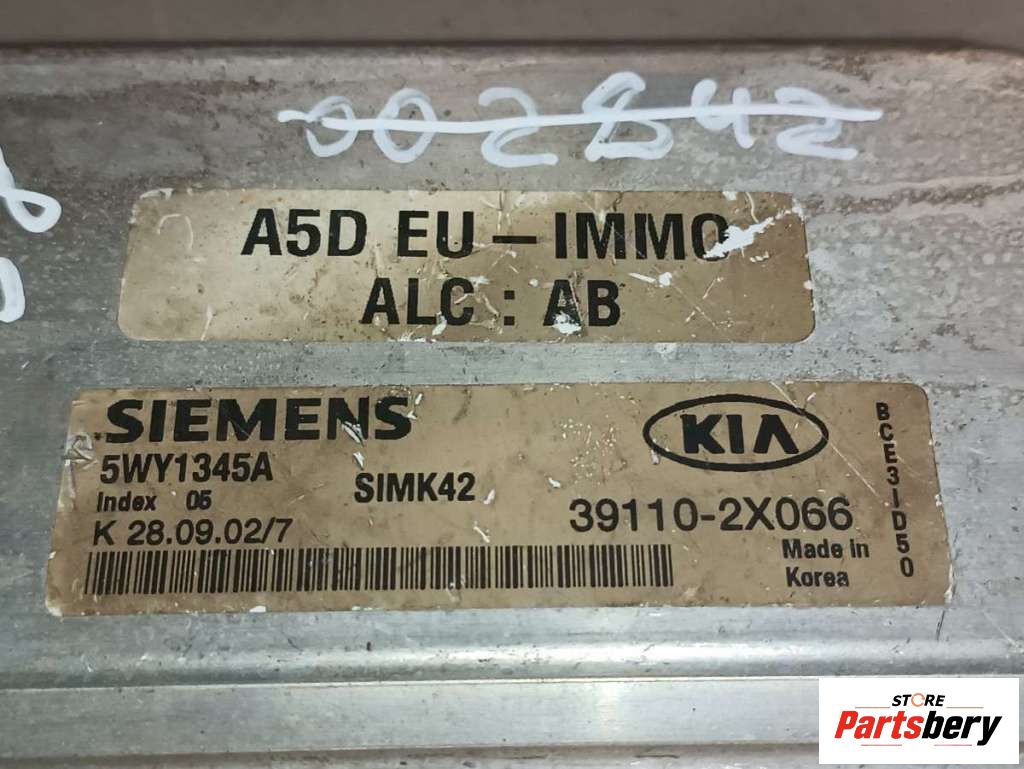 002842
A5D EU – IMMO
ALC : AB
SIEMENS
5WY1345A
SIMK42
Index 05
K 28.09.02/7
KIA
39110-2X066
Made in
Korea
BCE31D50
STORE
Partsbery